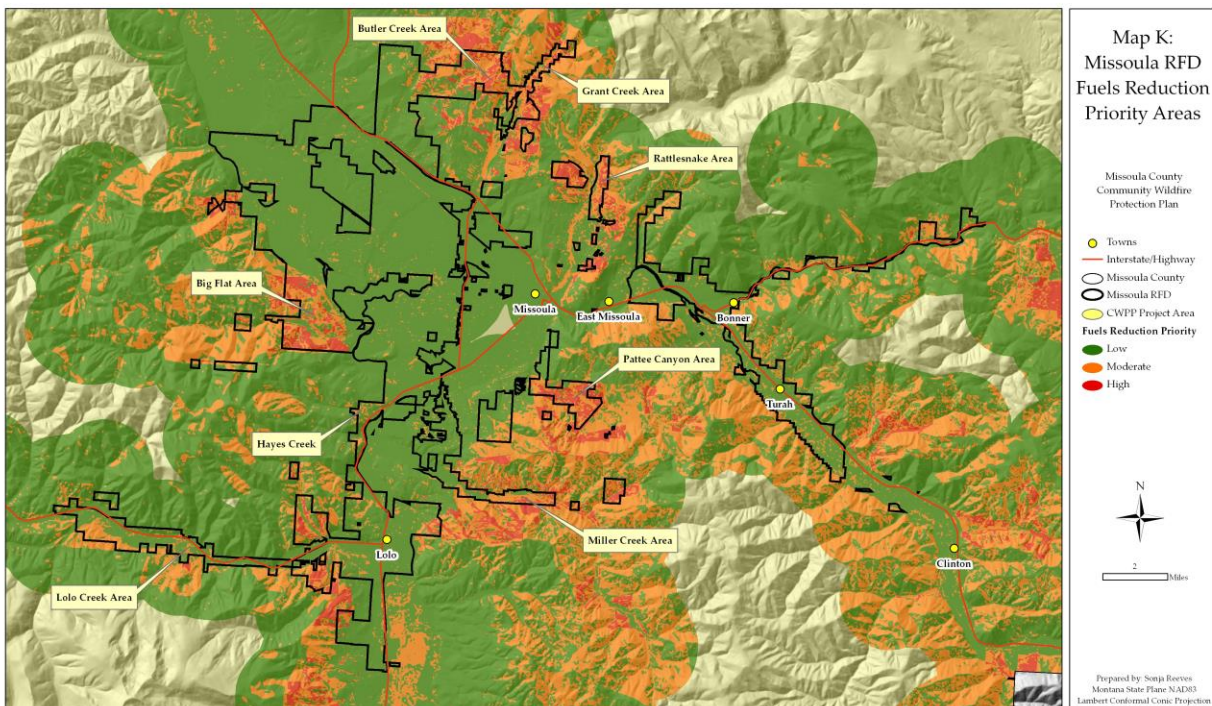 Butler Creek Area
Grant Creek Area
Rattlesnake Area
Big Flat Area
Missoula
East Missoula
Bonner
Pattee Canyon Area
Turah
Hayes Creek
Miller Creek Area
Lolo
Clinton
Lolo Creek Area
Map K:
Missoula RFD
Fuels Reduction
Priority Areas
Missoula County
Community Wildfire
Protection Plan
Towns
Interstate/Highway
Missoula County
Missoula RFD
CWPP Project Area
Fuels Reduction Priority
Low
Moderate
High
N
2
Miles
Prepared by: Sonja Reeves
Montana State Plane NAD83
Lambert Conformal Conic Projection